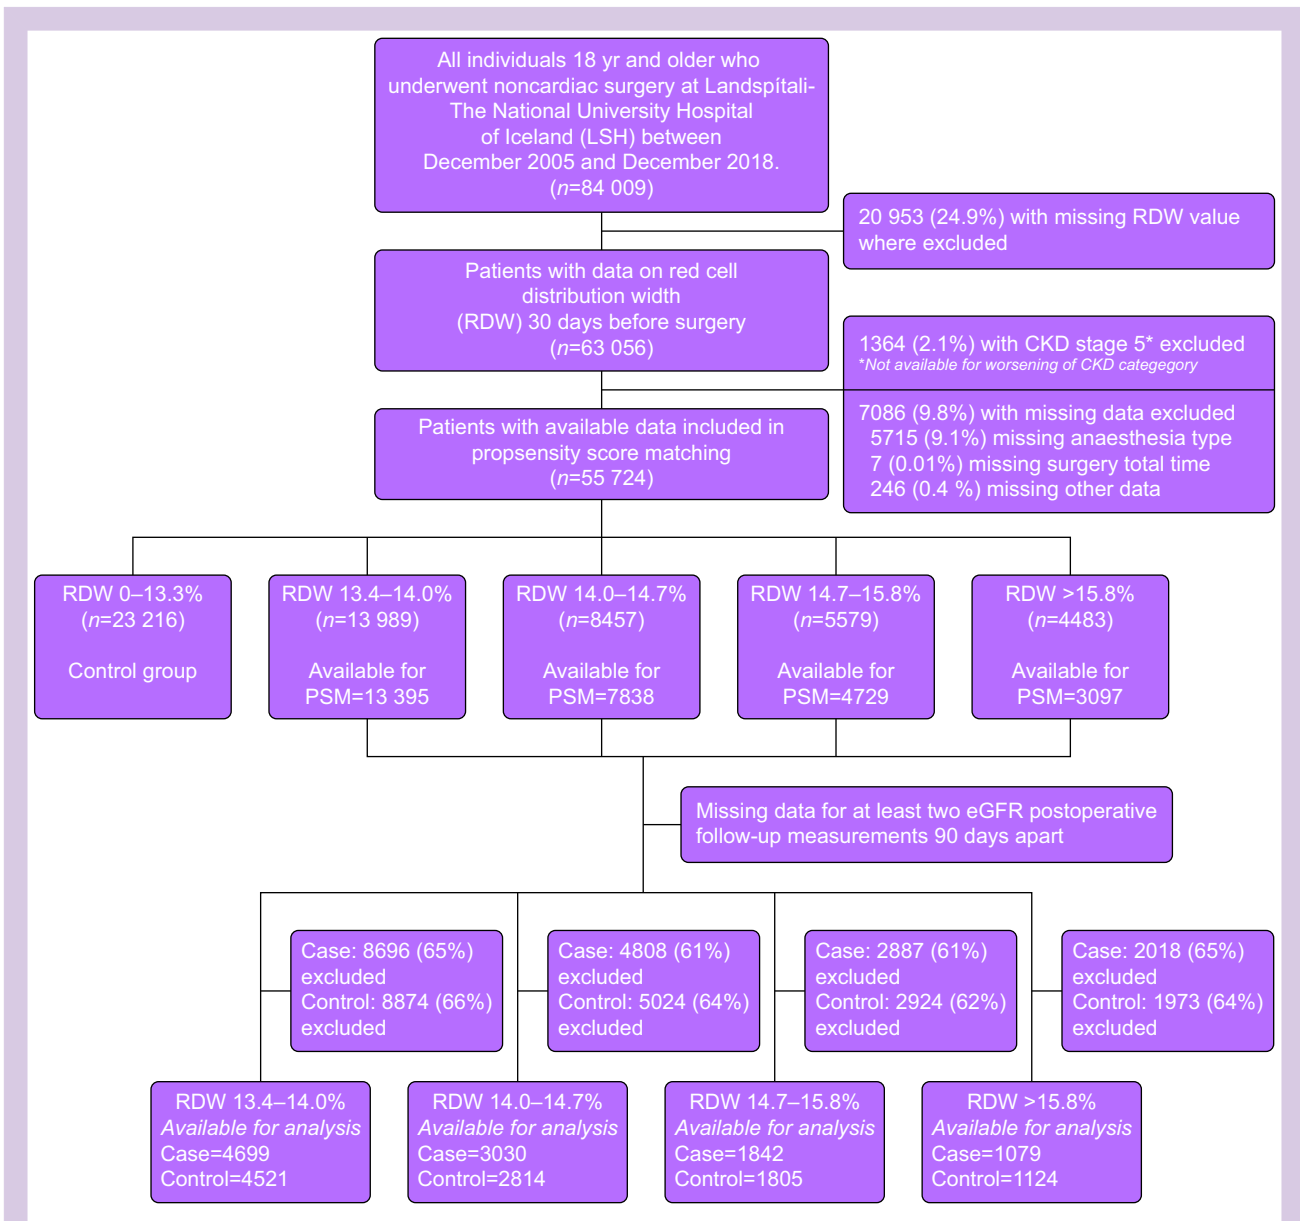 All individuals 18 yr and older who
underwent noncardiac surgery at Landspítali-
The National University Hospital
of Iceland (LSH) between
December 2005 and December 2018.
(n=84 009)
20 953 (24.9%) with missing RDW value
where excluded
Patients with data on red cell
distribution width
(RDW) 30 days before surgery
(n=63 056)
1364 (2.1%) with CKD stage 5* excluded
*Not available for worsening of CKD categegory
7086 (9.8%) with missing data excluded
5715 (9.1%) missing anaesthesia type
7 (0.01%) missing surgery total time
246 (0.4 %) missing other data
Patients with available data included in
propsensity score matching
(n=55 724)
RDW 0–13.3%
(n=23 216)
Control group
RDW 13.4–14.0%
(n=13 989)
Available for
PSM=13 395
RDW 14.0–14.7%
(n=8457)
Available for
PSM=7838
RDW 14.7–15.8%
(n=5579)
Available for
PSM=4729
RDW >15.8%
(n=4483)
Available for
PSM=3097
Missing data for at least two eGFR postoperative
follow-up measurements 90 days apart
Case: 8696 (65%)
excluded
Control: 8874 (66%)
excluded
Case: 4808 (61%)
excluded
Control: 5024 (64%)
excluded
Case: 2887 (61%)
excluded
Control: 2924 (62%)
excluded
Case: 2018 (65%)
excluded
Control: 1973 (64%)
excluded
RDW 13.4–14.0%
Available for analysis
Case=4699
Control=4521
RDW 14.0–14.7%
Available for analysis
Case=3030
Control=2814
RDW 14.7–15.8%
Available for analysis
Case=1842
Control=1805
RDW >15.8%
Available for analysis
Case=1079
Control=1124